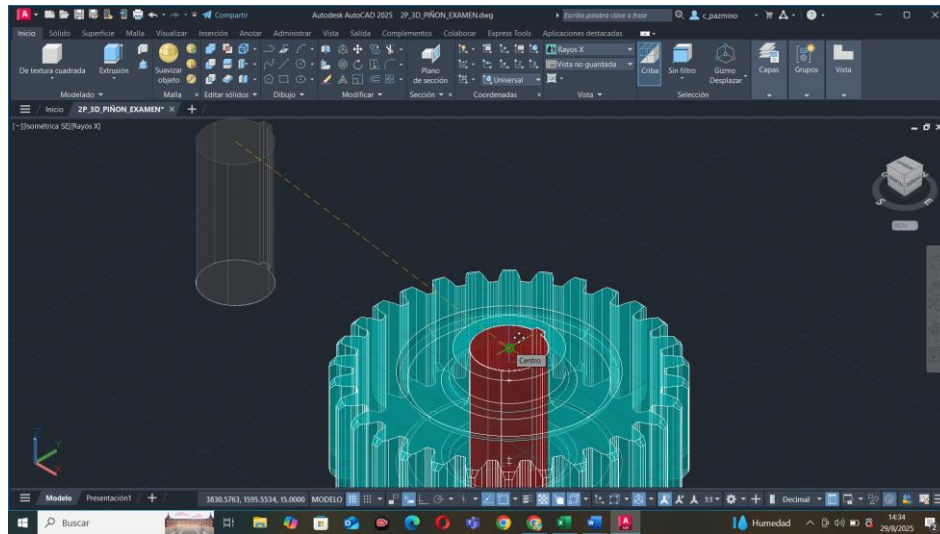 Compartir
Autodesk AutoCAD 2025 2P_3D_PIÑON_EXAMEN.dwg
Escriba palabra clave o frase
c_pazmino
Inicio Sólido Superficie Malla Visualizar Inserción Anotar Administrar Vista Salida Complementos Colaborar Express Tools Aplicaciones destacadas
De textura cuadrada
Extrusión
Suavizar objeto
Plano de sección
Rayos X
Vista no guardada
Universal
Criba
Sin filtro
Gizmo Desplazar
Capas
Grupos
Vista
Modelado Malla Editar sólidos Dibujo Modificar Sección Coordenadas Vista Selección
Inicio 2P_3D_PIÑON_EXAMEN*
[−][Isométrica SE][Rayos X]
S E
SCU
Centro
Z
Y
X
Modelo Presentación1 + 3830.5763, 1595.5534, 15.0000 MODELO 1:1 Decimal
Buscar
Humedad
14:34
29/8/2025